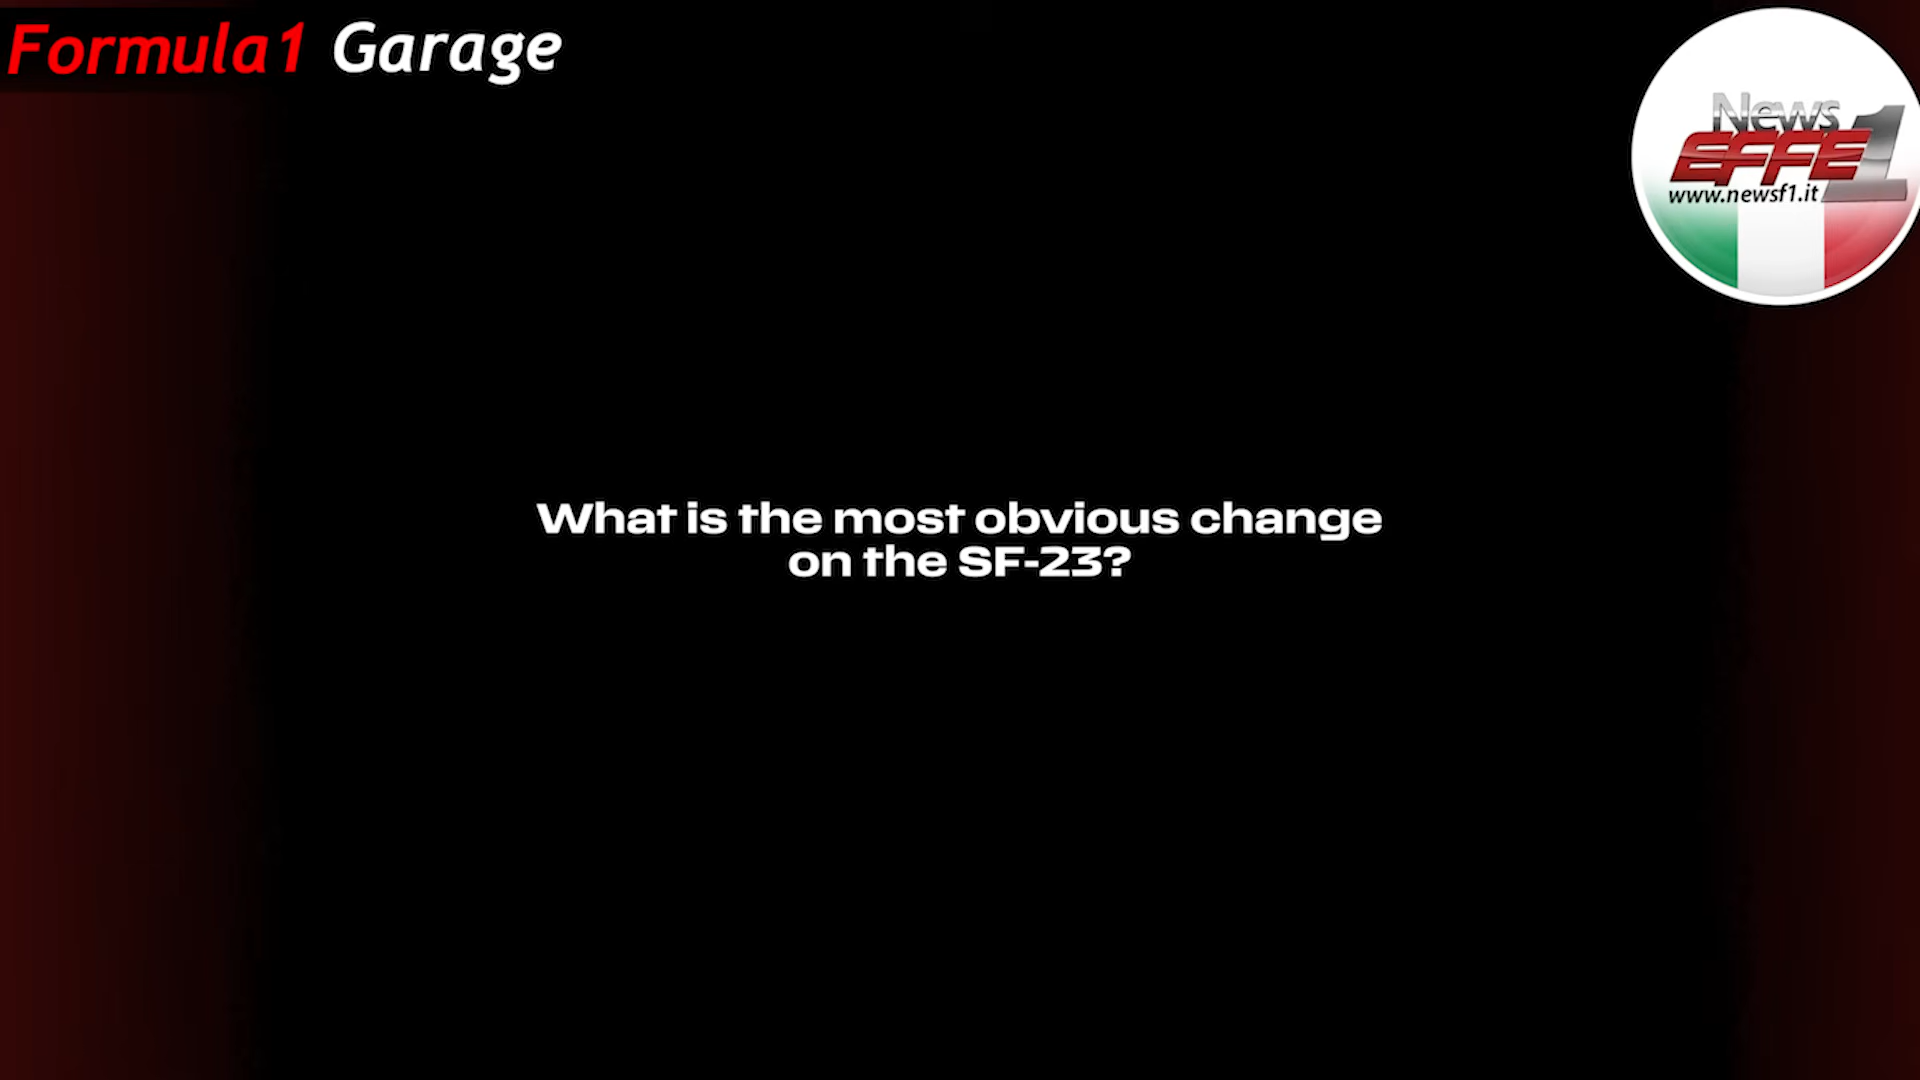 Formula1 Garage
News
EFFE1
www.newsf1.it
What is the most obvious change
on the SF-23?